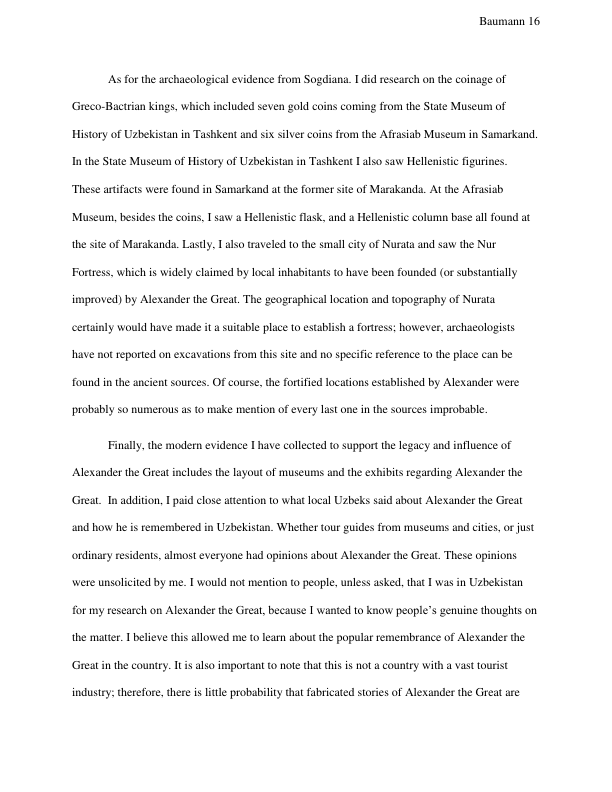 Baumann 16
As for the archaeological evidence from Sogdiana. I did research on the coinage of
Greco-Bactrian kings, which included seven gold coins coming from the State Museum of
History of Uzbekistan in Tashkent and six silver coins from the Afrasiab Museum in Samarkand.
In the State Museum of History of Uzbekistan in Tashkent I also saw Hellenistic figurines.
These artifacts were found in Samarkand at the former site of Marakanda. At the Afrasiab
Museum, besides the coins, I saw a Hellenistic flask, and a Hellenistic column base all found at
the site of Marakanda. Lastly, I also traveled to the small city of Nurata and saw the Nur
Fortress, which is widely claimed by local inhabitants to have been founded (or substantially
improved) by Alexander the Great. The geographical location and topography of Nurata
certainly would have made it a suitable place to establish a fortress; however, archaeologists
have not reported on excavations from this site and no specific reference to the place can be
found in the ancient sources. Of course, the fortified locations established by Alexander were
probably so numerous as to make mention of every last one in the sources improbable.
Finally, the modern evidence I have collected to support the legacy and influence of
Alexander the Great includes the layout of museums and the exhibits regarding Alexander the
Great.  In addition, I paid close attention to what local Uzbeks said about Alexander the Great
and how he is remembered in Uzbekistan. Whether tour guides from museums and cities, or just
ordinary residents, almost everyone had opinions about Alexander the Great. These opinions
were unsolicited by me. I would not mention to people, unless asked, that I was in Uzbekistan
for my research on Alexander the Great, because I wanted to know people’s genuine thoughts on
the matter. I believe this allowed me to learn about the popular remembrance of Alexander the
Great in the country. It is also important to note that this is not a country with a vast tourist
industry; therefore, there is little probability that fabricated stories of Alexander the Great are